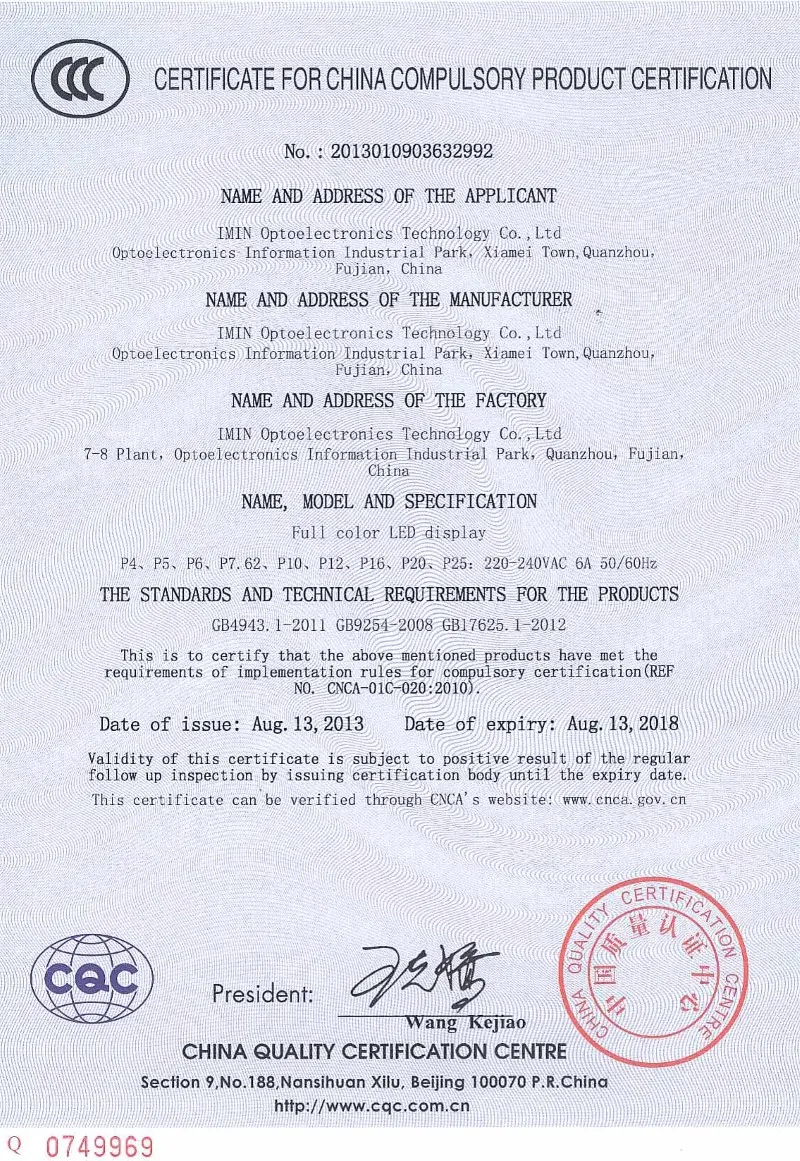 CERTIFICATE FOR CHINA COMPULSORY PRODUCT CERTIFICATION
No.: 2013010903632992
NAME AND ADDRESS OF THE APPLICANT
IMIN Optoelectronics Technology Co.,Ltd
Optoelectronics Information Industrial Park, Xiamei Town,Quanzhou,
Fujian, China
NAME AND ADDRESS OF THE MANUFACTURER
IMIN Optoelectronics Technology Co.,Ltd
Optoelectronics Information Industrial Park, Xiamei Town,Quanzhou,
Fujian, China
NAME AND ADDRESS OF THE FACTORY
IMIN Optoelectronics Technology Co.,Ltd
7-8 Plant, Optoelectronics Information Industrial Park, Quanzhou, Fujian,
China
NAME, MODEL AND SPECIFICATION
Full color LED display
P4、P5、P6、P7.62、P10、P12、P16、P20、P25: 220-240VAC 6A 50/60Hz
THE STANDARDS AND TECHNICAL REQUIREMENTS FOR THE PRODUCTS
GB4943.1-2011 GB9254-2008 GB17625.1-2012
This is to certify that the above mentioned products have met the
requirements of implementation rules for compulsory certification(REF
NO. CNCA-01C-020:2010).
Date of issue: Aug.13,2013 Date of expiry: Aug.13,2018
Validity of this certificate is subject to positive result of the regular
follow up inspection by issuing certification body until the expiry date.
This certificate can be verified through CNCA's website: www.cnca.gov.cn
CHINA QUALITY CERTIFICATION CENTRE
中国质量认证中心
CQC
President: 王克娇
Wang Kejiao
CHINA QUALITY CERTIFICATION CENTRE
Section 9,No.188,Nansihuan Xilu, Beijing 100070 P.R.China
http://www.cqc.com.cn
Q 0749969